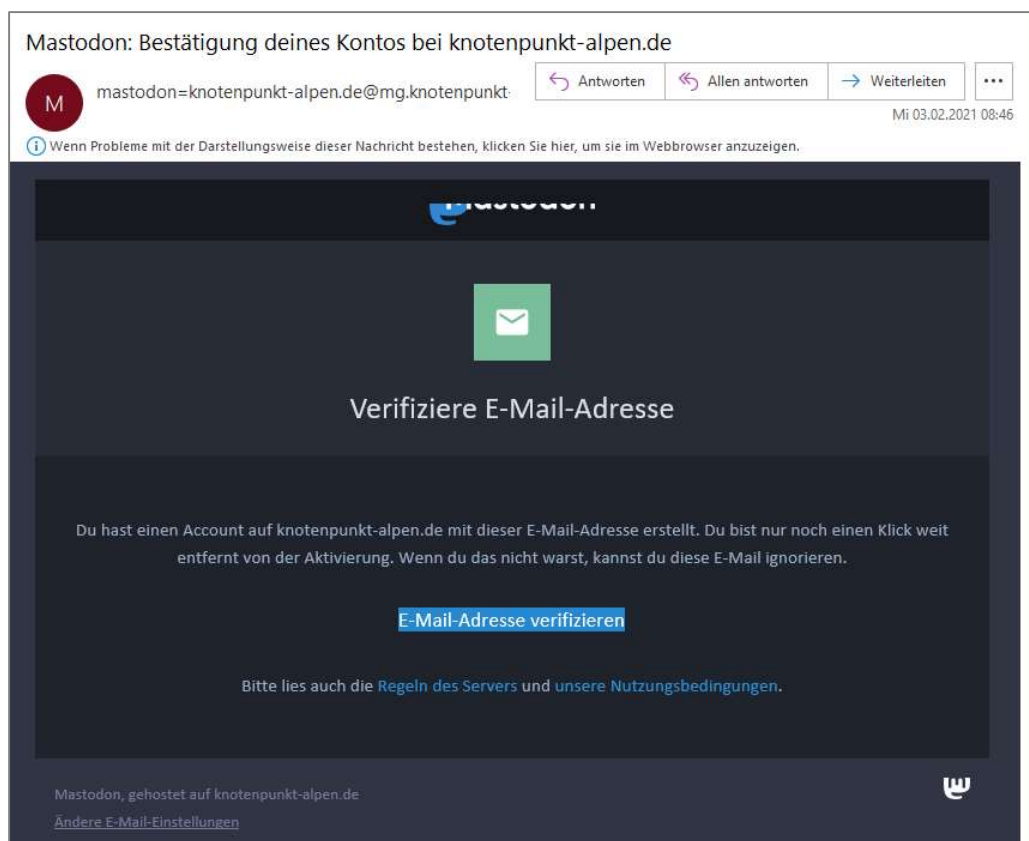 Mastodon: Bestätigung deines Kontos bei knotenpunkt-alpen.de
M
mastodon=knotenpunkt-alpen.de@mg.knotenpunkt-
Antworten
Allen antworten
Weiterleiten
Mi 03.02.2021 08:46
Wenn Probleme mit der Darstellungsweise dieser Nachricht bestehen, klicken Sie hier, um sie im Webbrowser anzuzeigen.
Mastodon
Verifiziere E-Mail-Adresse
Du hast einen Account auf knotenpunkt-alpen.de mit dieser E-Mail-Adresse erstellt. Du bist nur noch einen Klick weit
entfernt von der Aktivierung. Wenn du das nicht warst, kannst du diese E-Mail ignorieren.
E-Mail-Adresse verifizieren
Bitte lies auch die Regeln des Servers und unsere Nutzungsbedingungen.
Mastodon, gehostet auf knotenpunkt-alpen.de
Ändere E-Mail-Einstellungen